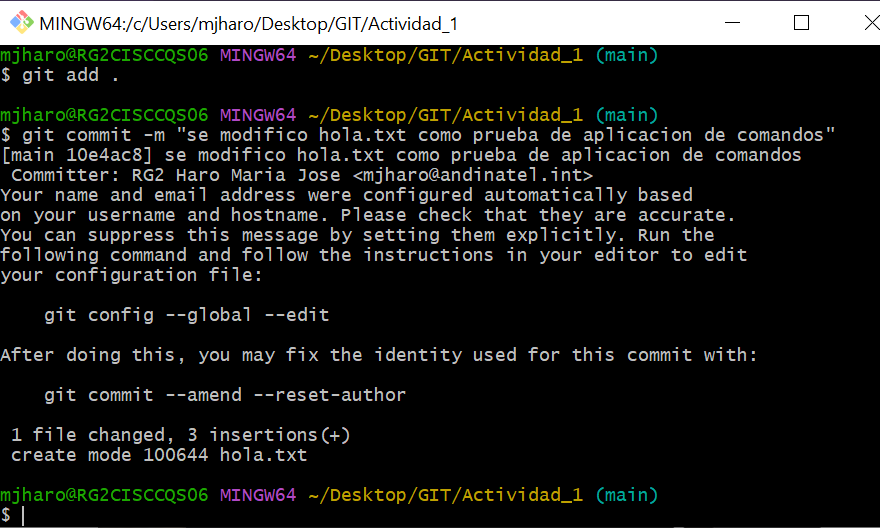 MINGW64:/c/Users/mjharo/Desktop/GIT/Actividad_1
mjharo@RG2CISCCQS06 MINGW64 ~/Desktop/GIT/Actividad_1 (main)
$ git add .
mjharo@RG2CISCCQS06 MINGW64 ~/Desktop/GIT/Actividad_1 (main)
$ git commit -m "se modifico hola.txt como prueba de aplicacion de comandos"
[main 10e4ac8] se modifico hola.txt como prueba de aplicacion de comandos
 Committer: RG2 Haro Maria Jose <mjharo@andinatel.int>
Your name and email address were configured automatically based
on your username and hostname. Please check that they are accurate.
You can suppress this message by setting them explicitly. Run the
following command and follow the instructions in your editor to edit
your configuration file:
    git config --global --edit
After doing this, you may fix the identity used for this commit with:
    git commit --amend --reset-author
 1 file changed, 3 insertions(+)
 create mode 100644 hola.txt
mjharo@RG2CISCCQS06 MINGW64 ~/Desktop/GIT/Actividad_1 (main)
$